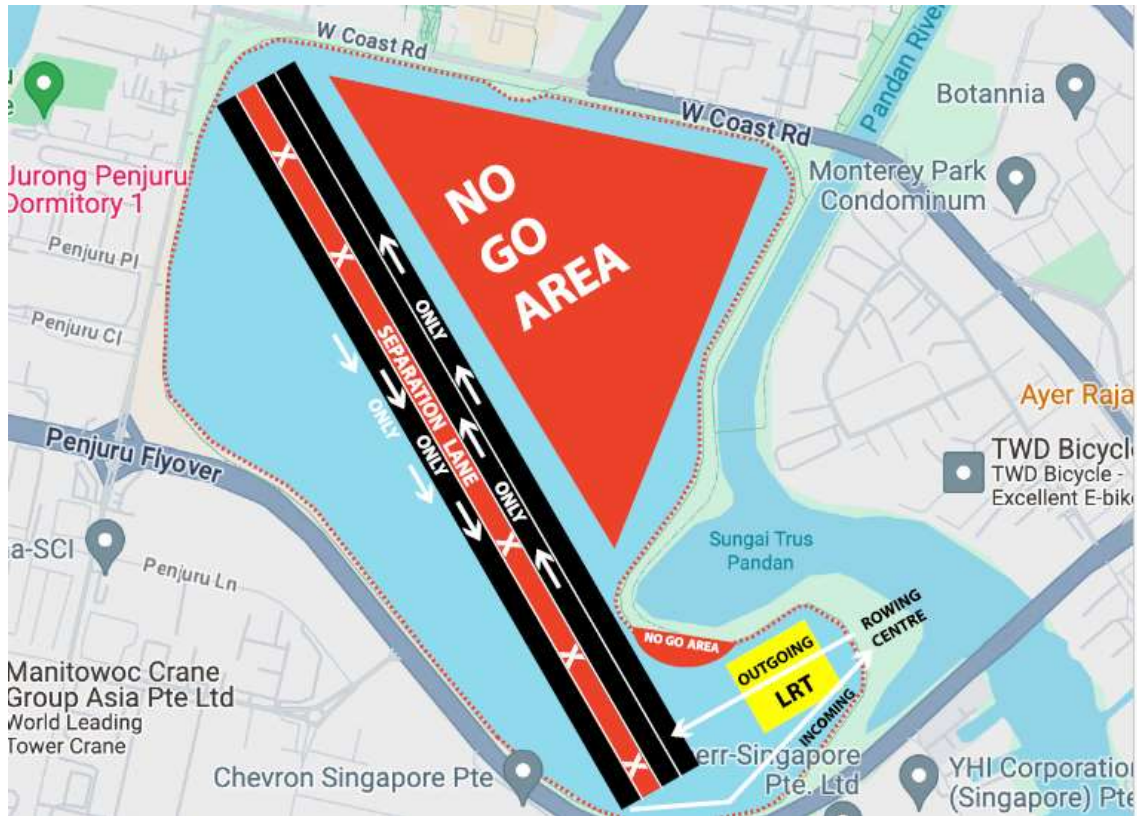 W Coast Rd
Pandan River
Botannia
W Coast Rd
Monterey Park
Condominum
Jurong Penjuru
Dormitory 1
NO
GO
AREA
Penjuru Pl
Penjuru Cl
ONLY
SEPARATION LANE
ONLY
ONLY
ONLY
X
X
X
X
X
Ayer Raja
Penjuru Flyover
TWD Bicycl
TWD Bicycle -
Excellent E-bik
a-SCI
Penjuru Ln
Sungai Trus
Pandan
ROWING
CENTRE
NO GO AREA
OUTGOING
LRT
INCOMING
Manitowoc Crane
Group Asia Pte Ltd
World Leading
Tower Crane
Chevron Singapore Pte
err-Singapore
Pte. Ltd
YHI Corporation
(Singapore) Pte